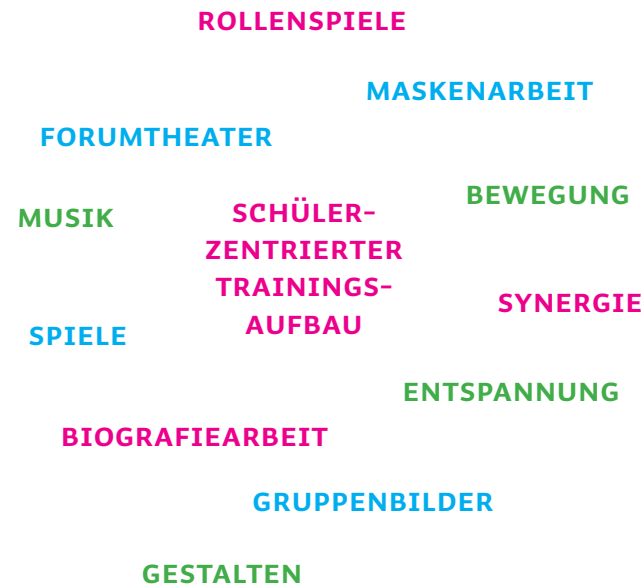 ROLLENSPIELE
MASKENARBEIT
FORUMTHEATER
BEWEGUNG
MUSIK
SCHÜLER-
ZENTRIERTER
TRAININGS-
AUFBAU
SYNERGIE
SPIELE
ENTSPANNUNG
BIOGRAFIEARBEIT
GRUPPENBILDER
GESTALTEN